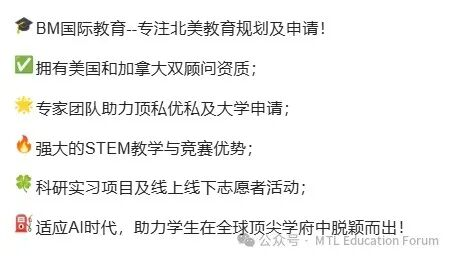 🎓BM国际教育--专注北美教育规划及申请！
✅拥有美国和加拿大双顾问资质；
🌟专家团队助力顶私优私及大学申请；
🔥强大的STEM教学与竞赛优势；
🍀科研实习项目及线上线下志愿者活动；
⛽适应AI时代，助力学生在全球顶尖学府中脱颖而出！
公众号 · MTL Education Forum